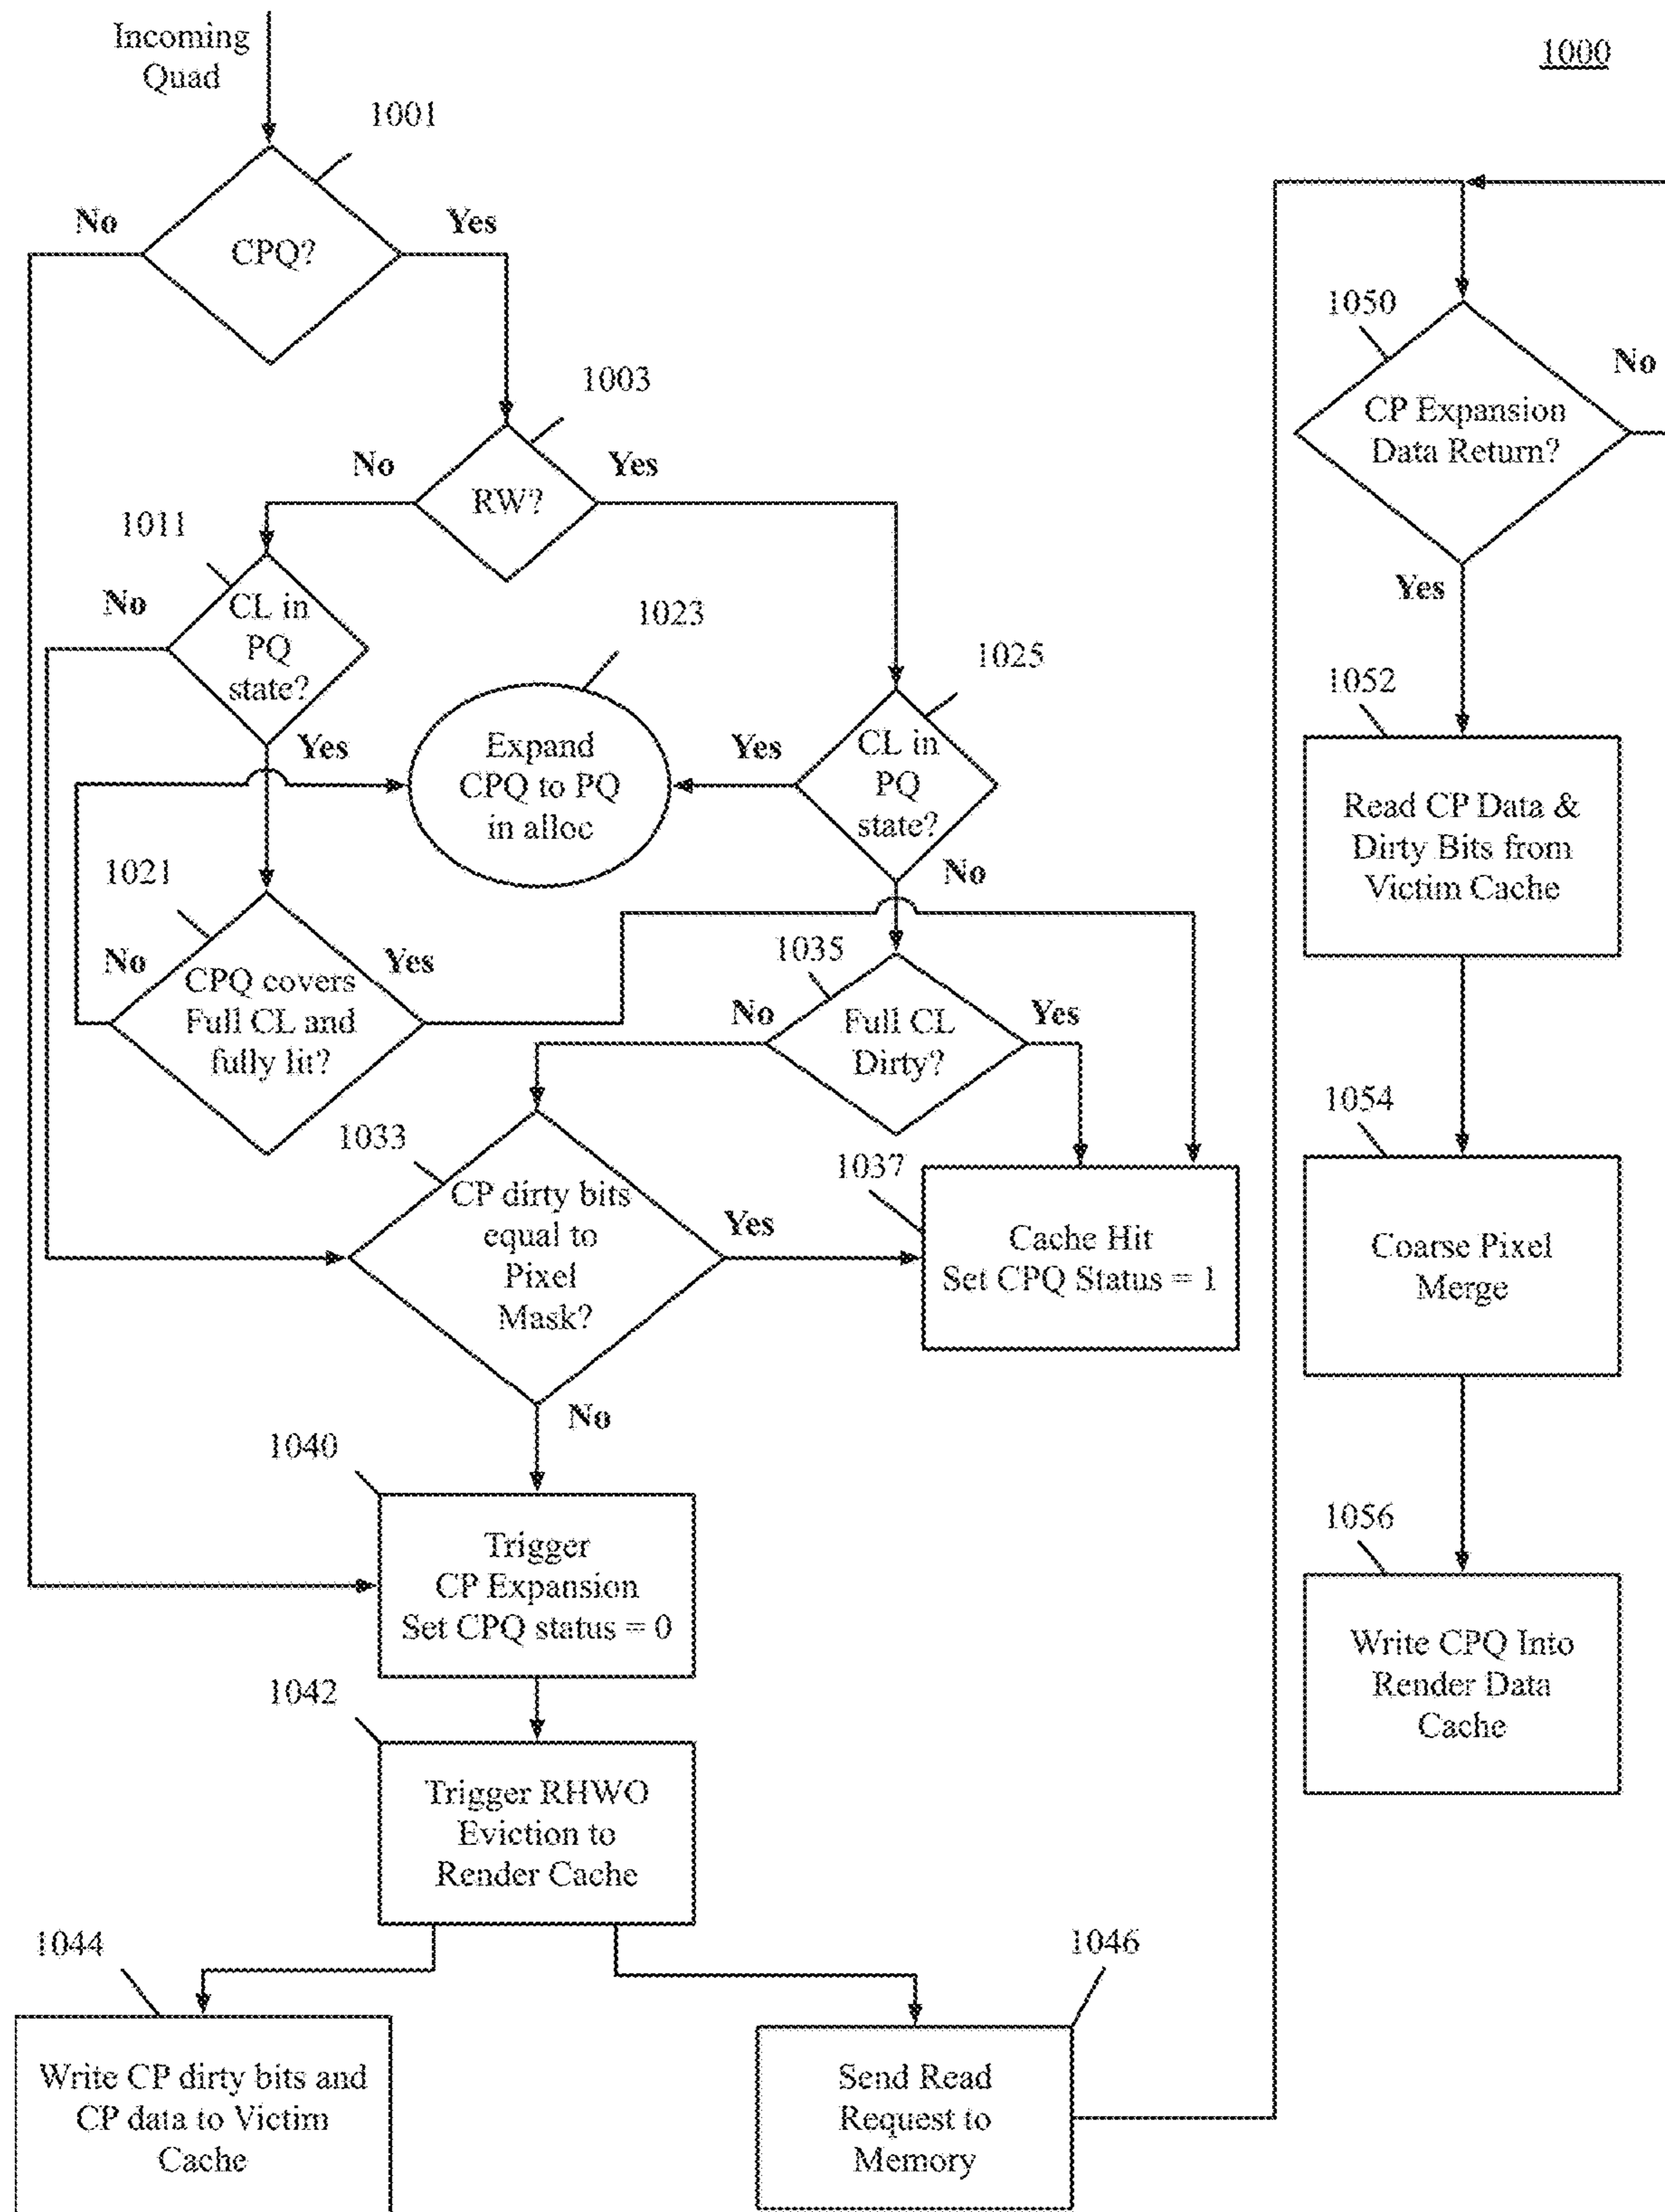 Incoming
Quad
1000
1001
No
Yes
CPQ?
1003
No
Yes
RW?
1011
No
CL in
PQ
state?
Yes
1023
Expand
CPQ to PQ
in alloc
1025
Yes
CL in
PQ
state?
No
1021
No
Yes
CPQ covers
Full CL and
fully lit?
1035
No
Yes
Full CL
Dirty?
1033
CP dirty bits
equal to
Pixel
Mask?
Yes
No
1037
Cache Hit
Set CPQ Status = 1
1040
Trigger
CP Expansion
Set CPQ status = 0
1042
Trigger RHWO
Eviction to
Render Cache
1044
Write CP dirty bits and
CP data to Victim
Cache
1046
Send Read
Request to
Memory
1050
No
CP Expansion
Data Return?
Yes
1052
Read CP Data &
Dirty Bits from
Victim Cache
1054
Coarse Pixel
Merge
1056
Write CPQ Into
Render Data
Cache